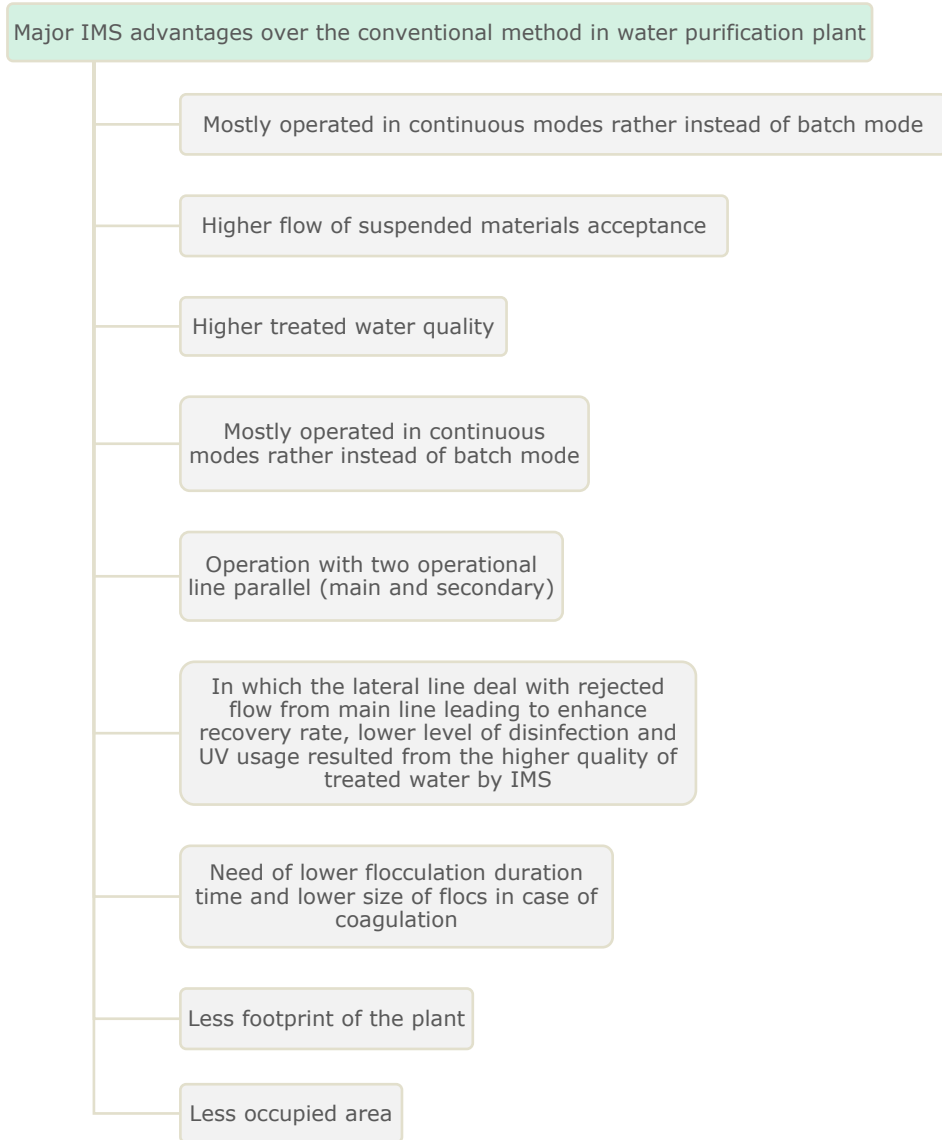 Major IMS advantages over the conventional method in water purification plant
Mostly operated in continuous modes rather instead of batch mode
Higher flow of suspended materials acceptance
Higher treated water quality
Mostly operated in continuous
modes rather instead of batch mode
Operation with two operational
line parallel (main and secondary)
In which the lateral line deal with rejected
flow from main line leading to enhance
recovery rate, lower level of disinfection and
UV usage resulted from the higher quality of
treated water by IMS
Need of lower flocculation duration
time and lower size of flocs in case of
coagulation
Less footprint of the plant
Less occupied area